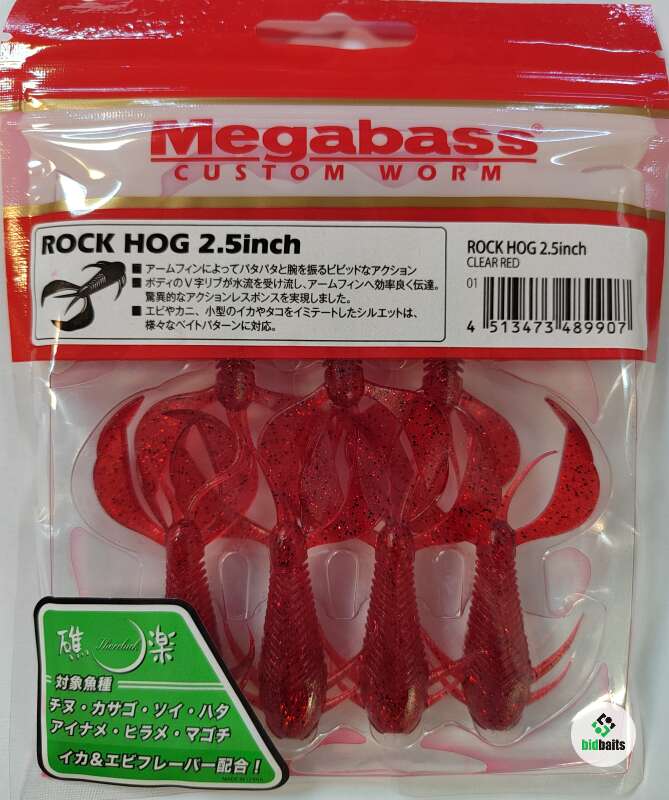 Megabass®
CUSTOM WORM
ROCK HOG 2.5inch
■ アームフィンによってバタバタと腕を振るビビッドなアクション
■ ボディのV字リブが水流を受け流し、アームフィンへ効率良く伝達。
驚異的なアクションレスポンスを実現しました。
■ エビやカニ、小型のイカやタコをイミテートしたシルエットは、
様々なベイトパターンに対応。
ROCK HOG 2.5inch
CLEAR RED
01
4 513473 489907
礁楽
対象魚種
チヌ・カサゴ・ソイ・ハタ
アイナメ・ヒラメ・マゴチ
イカ&エビフレーバー配合!
bidbaits